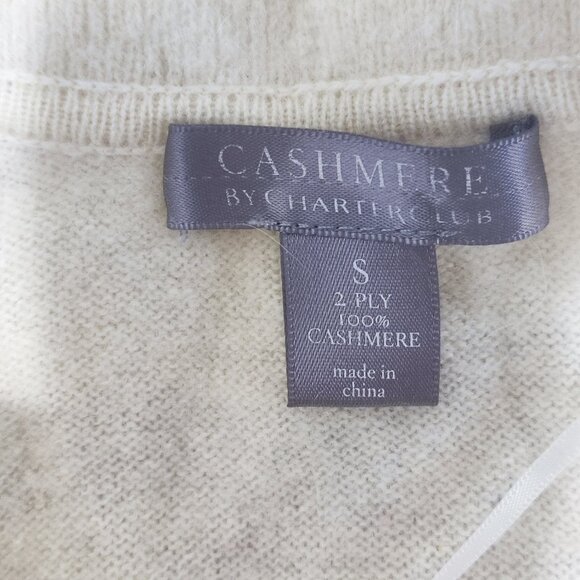 CASHMERE
BY CHARTER CLUB
S
2 PLY
100%
CASHMERE
made in
china